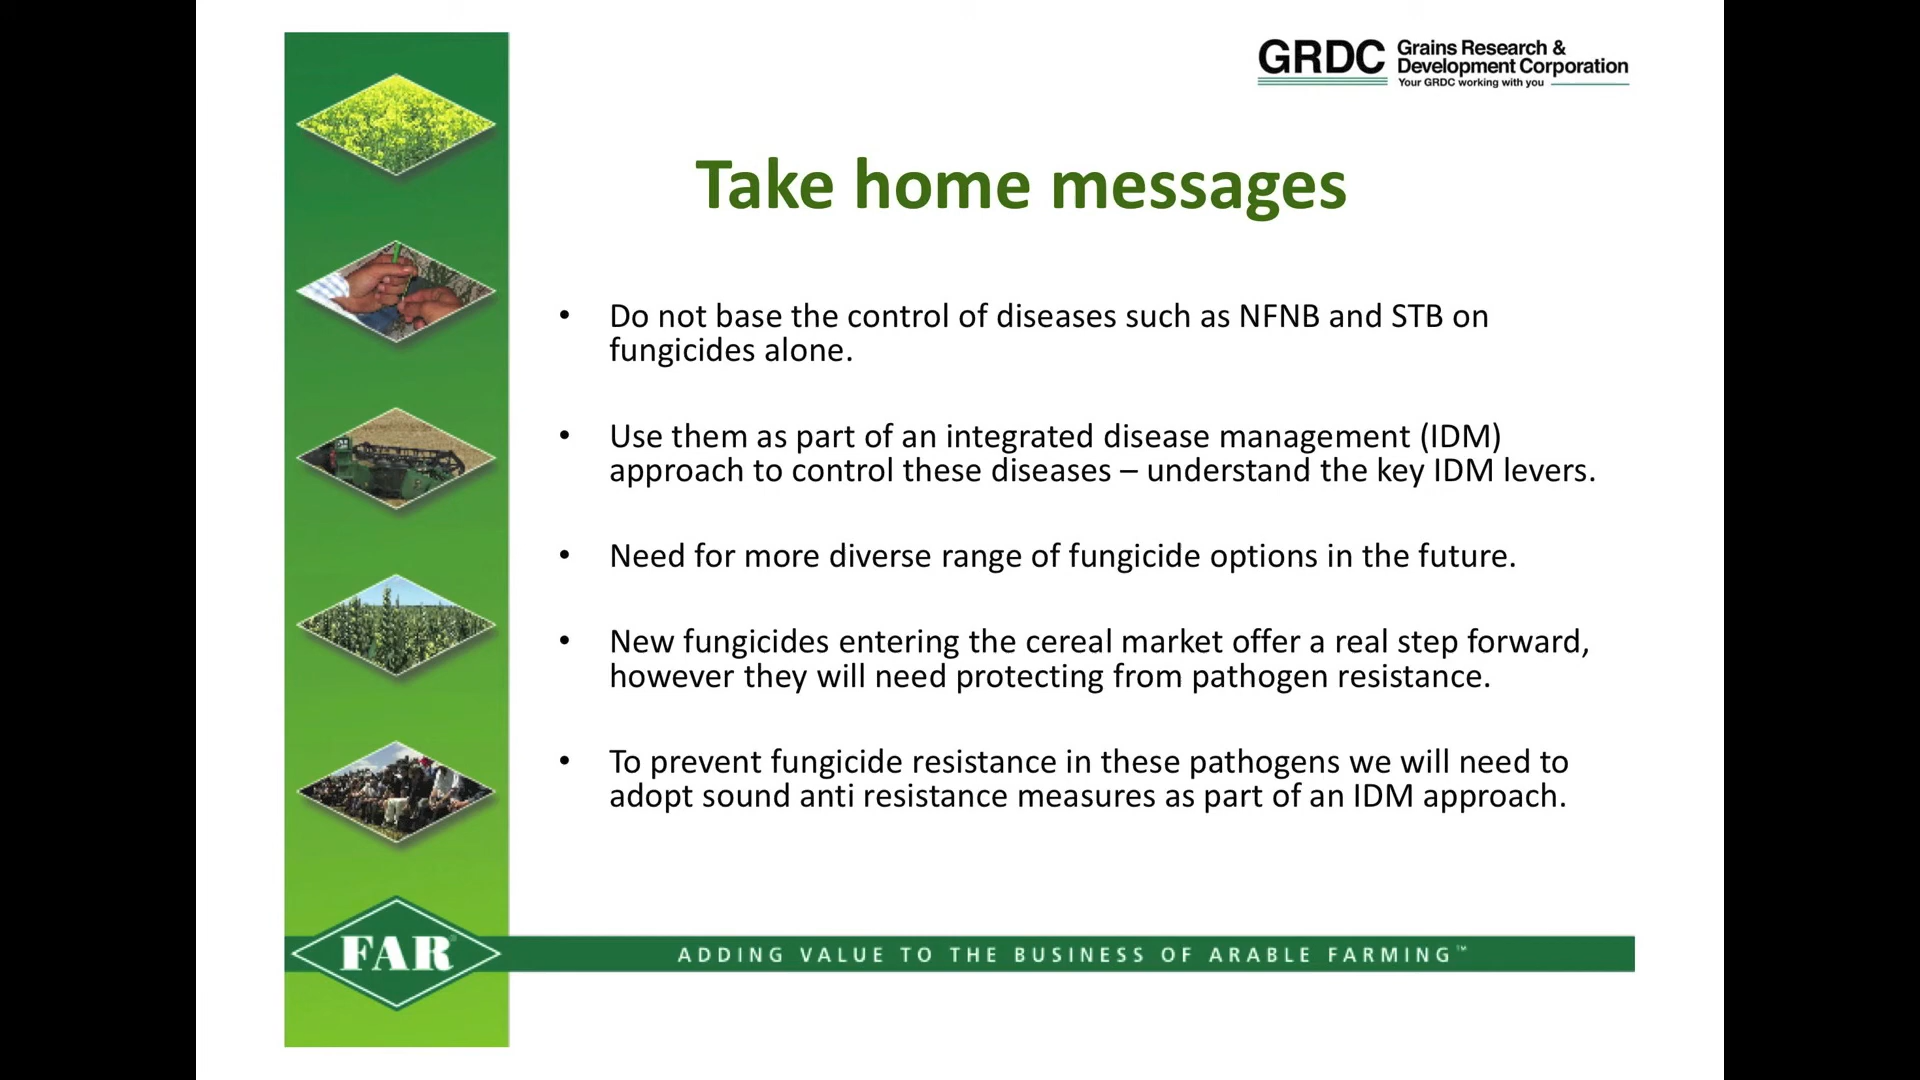 GRDC
Grains Research &
Development Corporation
Your GRDC working with you
Take home messages
• Do not base the control of diseases such as NFNB and STB on
fungicides alone.
• Use them as part of an integrated disease management (IDM)
approach to control these diseases – understand the key IDM levers.
• Need for more diverse range of fungicide options in the future.
• New fungicides entering the cereal market offer a real step forward,
however they will need protecting from pathogen resistance.
• To prevent fungicide resistance in these pathogens we will need to
adopt sound anti resistance measures as part of an IDM approach.
FAR®
ADDING VALUE TO THE BUSINESS OF ARABLE FARMING™